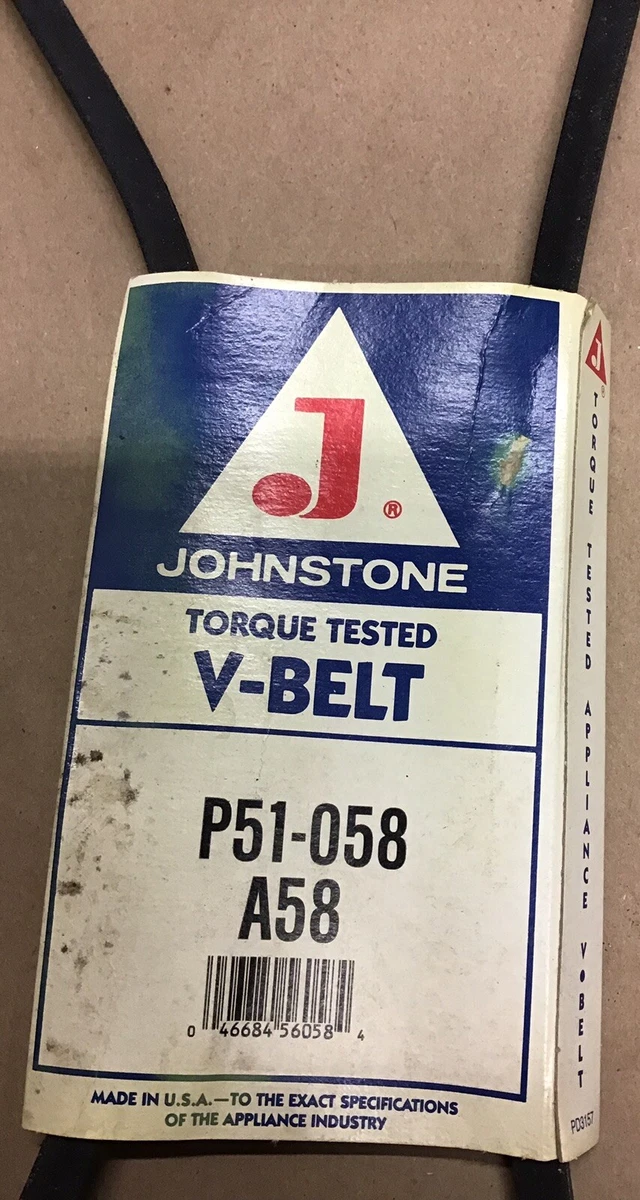 J®
JOHNSTONE
TORQUE TESTED
V-BELT
P51-058
A58
0 46684 56058 4
MADE IN U.S.A.—TO THE EXACT SPECIFICATIONS
OF THE APPLIANCE INDUSTRY
J®
TORQUE TESTED APPLIANCE V•BELT
PD3157